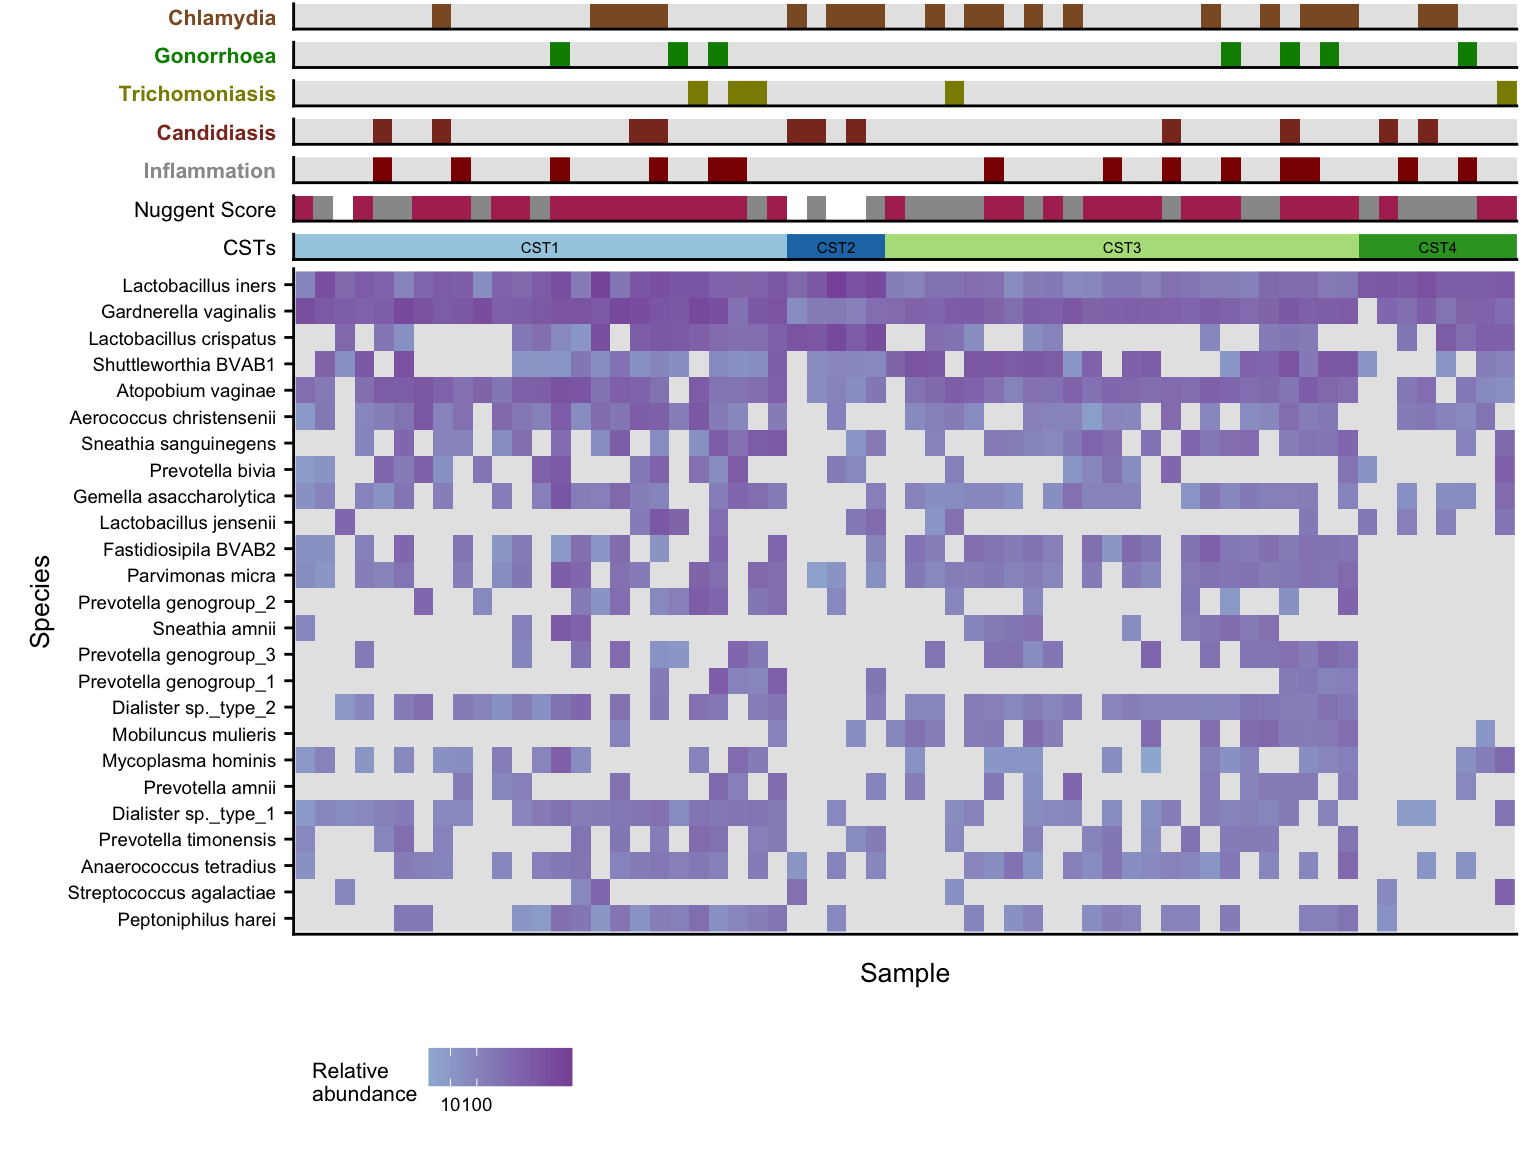 Chlamydia
Gonorrhoea
Trichomoniasis
Candidiasis
Inflammation
Nuggent Score
CSTs
CST1 CST2 CST3 CST4
Lactobacillus iners
Gardnerella vaginalis
Lactobacillus crispatus
Shuttleworthia BVAB1
Atopobium vaginae
Aerococcus christensenii
Sneathia sanguinegens
Prevotella bivia
Gemella asaccharolytica
Lactobacillus jensenii
Fastidiosipila BVAB2
Parvimonas micra
Prevotella genogroup_2
Sneathia amnii
Prevotella genogroup_3
Prevotella genogroup_1
Dialister sp._type_2
Mobiluncus mulieris
Mycoplasma hominis
Prevotella amnii
Dialister sp._type_1
Prevotella timonensis
Anaerococcus tetradius
Streptococcus agalactiae
Peptoniphilus harei
Species
Sample
Relative
abundance
10100